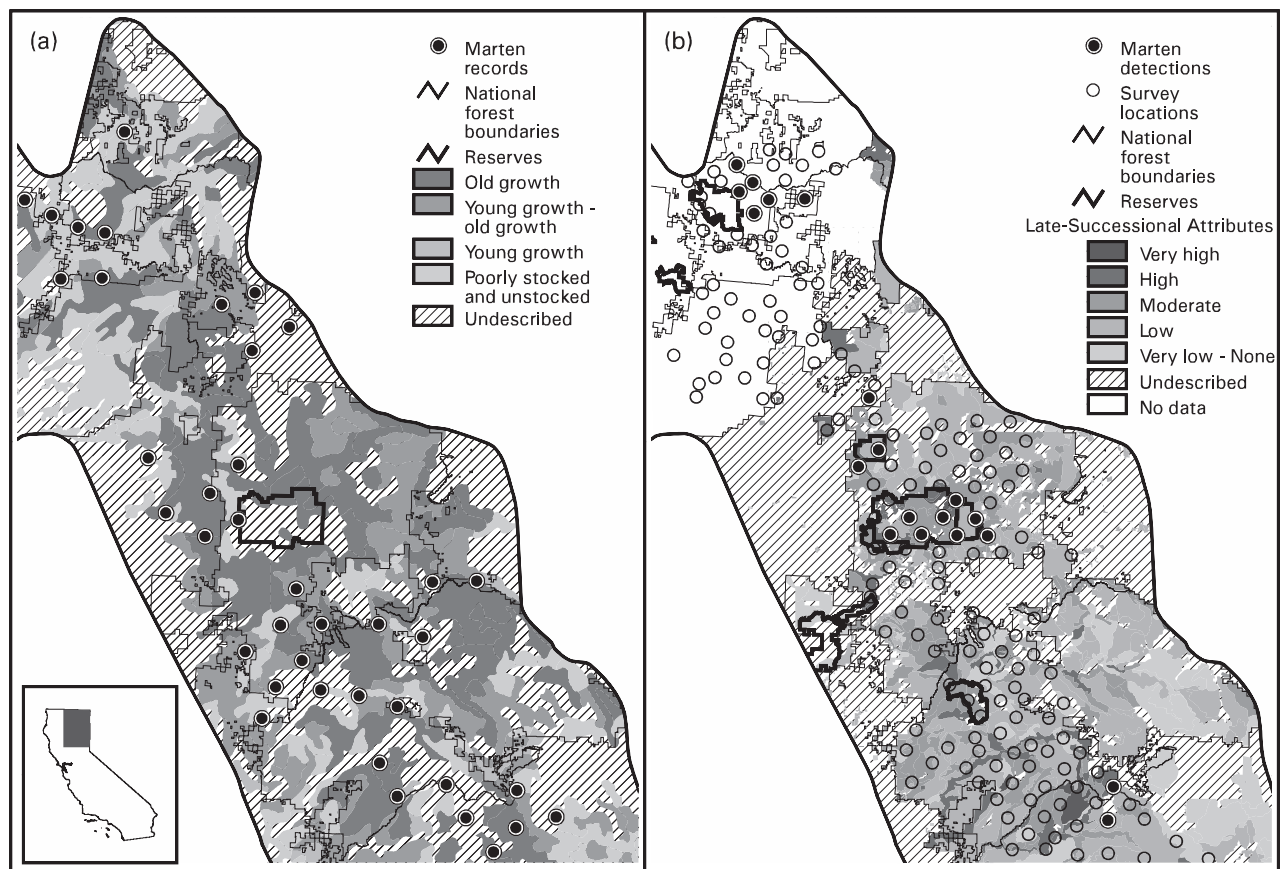 (a)
Marten
records
National
forest
boundaries
Reserves
Old growth
Young growth -
old growth
Young growth
Poorly stocked
and unstocked
Undescribed
(b)
Marten
detections
Survey
locations
National
forest
boundaries
Reserves
Late-Successional Attributes
Very high
High
Moderate
Low
Very low - None
Undescribed
No data